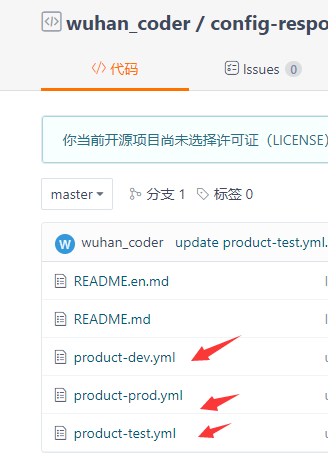 wuhan_coder / config-respo
代码 Issues 0
你当前开源项目尚未选择许可证（LICENSE）
master 分支 1 标签 0
W wuhan_coder update product-test.yml.
README.en.md
README.md
product-dev.yml
product-prod.yml
product-test.yml